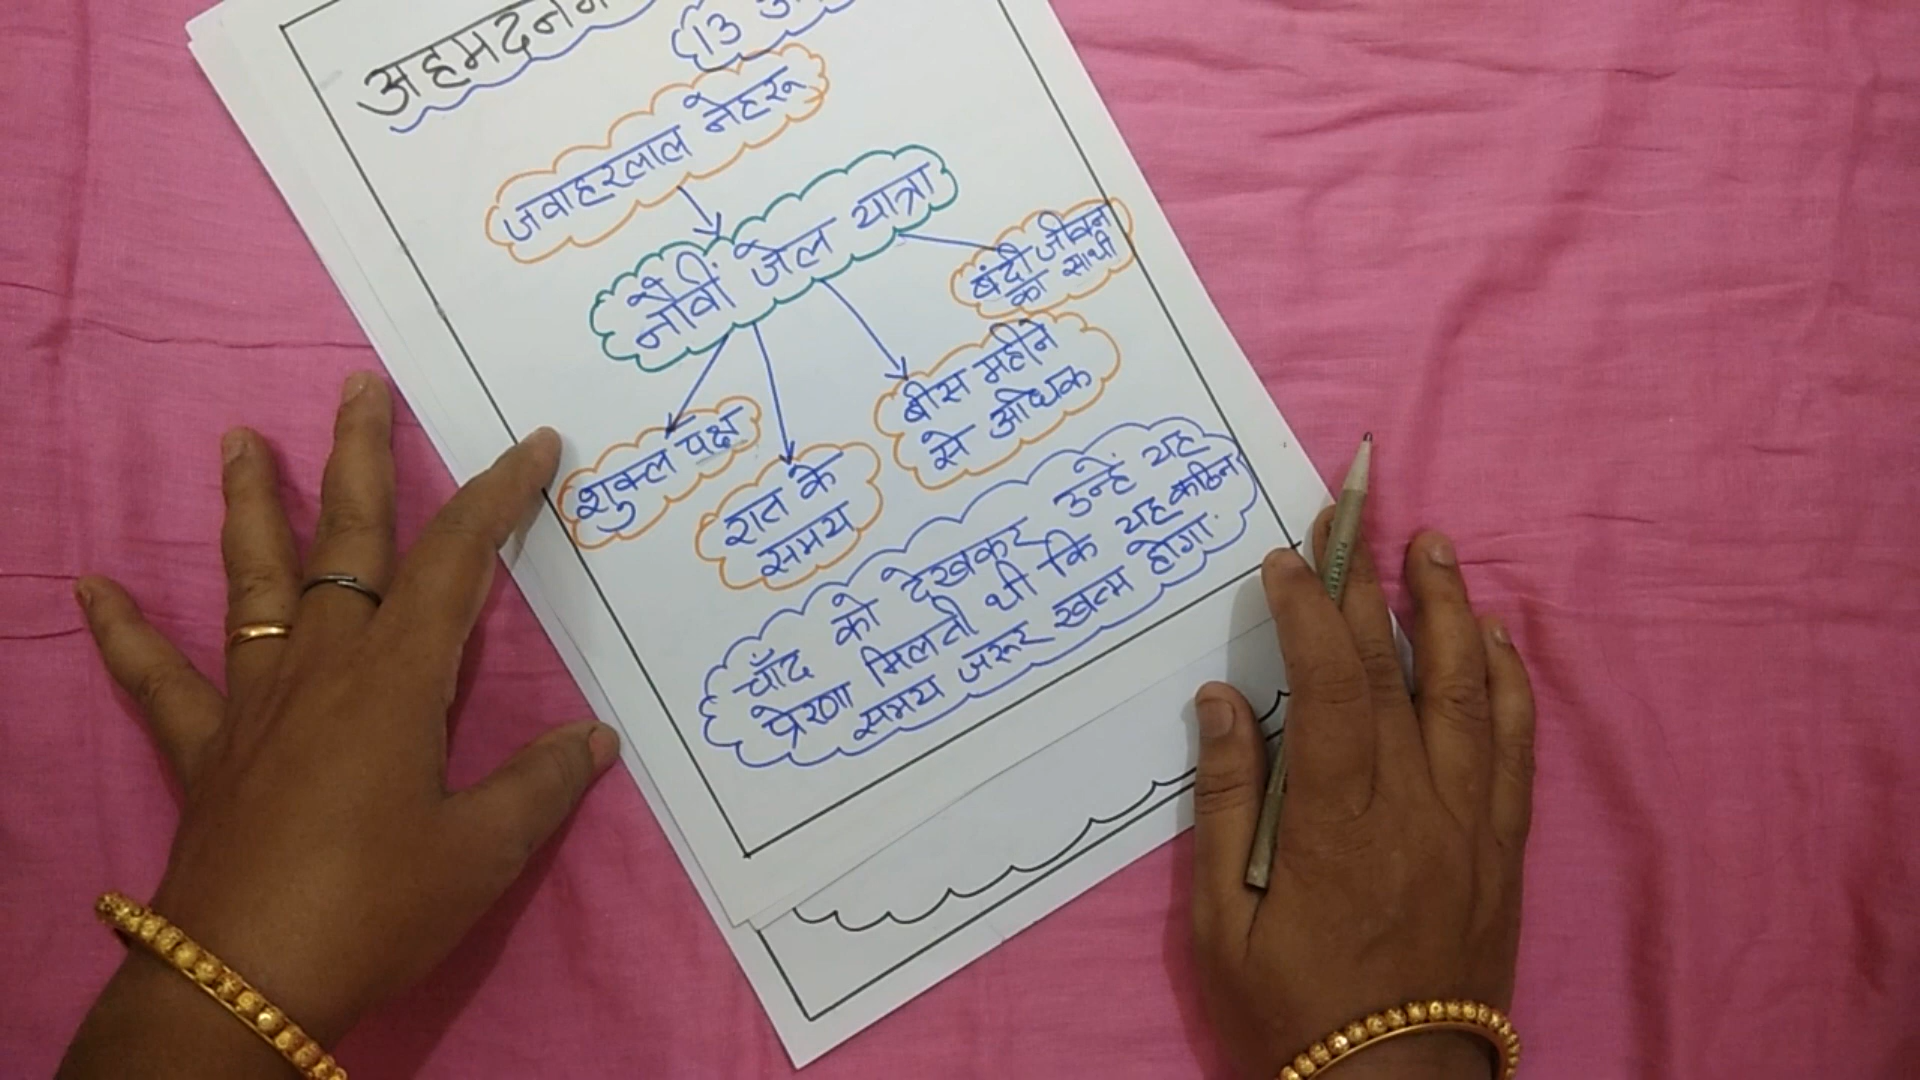 13
जवाहरलाल नेहरू
ये
नौवीं जेल यात्रा
बंदी जीवन
का साथी
बीस महीने
से अधिक
शुक्ल पक्ष
रात के
समय
चाँद को देखकर उन्हें यह
प्रेरणा मिलती थी कि यह कठिन
समय जरूर खत्म होगा.